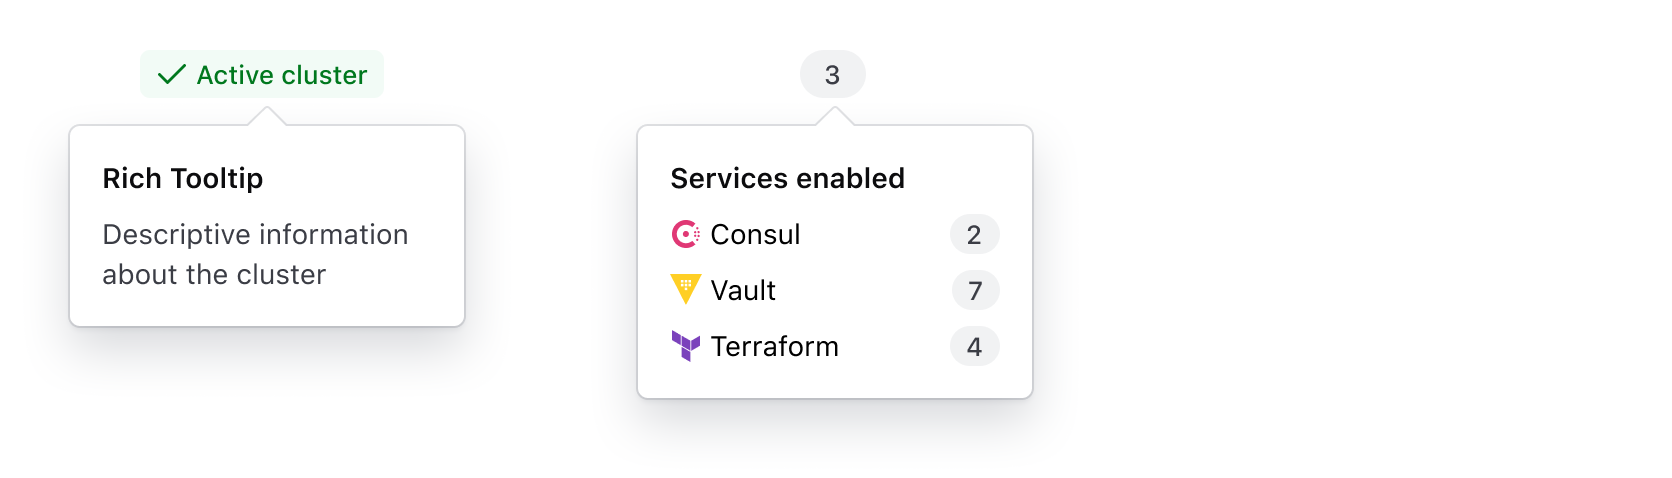 Active cluster
Rich Tooltip
Descriptive information
about the cluster
3
Services enabled
Consul 2
Vault 7
Terraform 4